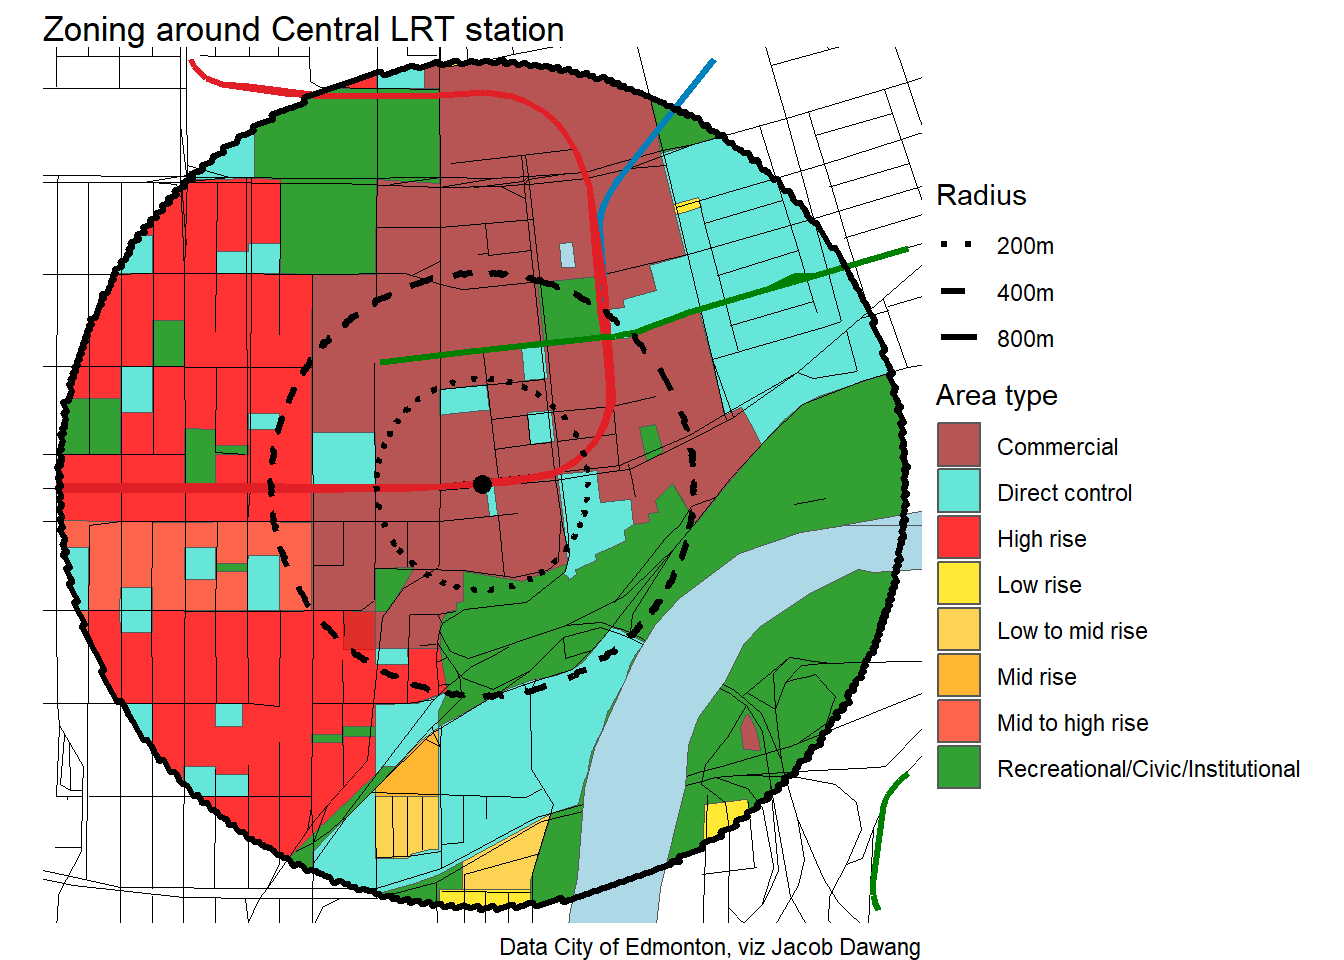 Zoning around Central LRT station
Radius
200m
400m
800m
Area type
Commercial
Direct control
High rise
Low rise
Low to mid rise
Mid rise
Mid to high rise
Recreational/Civic/Institutional
Data City of Edmonton, viz Jacob Dawang